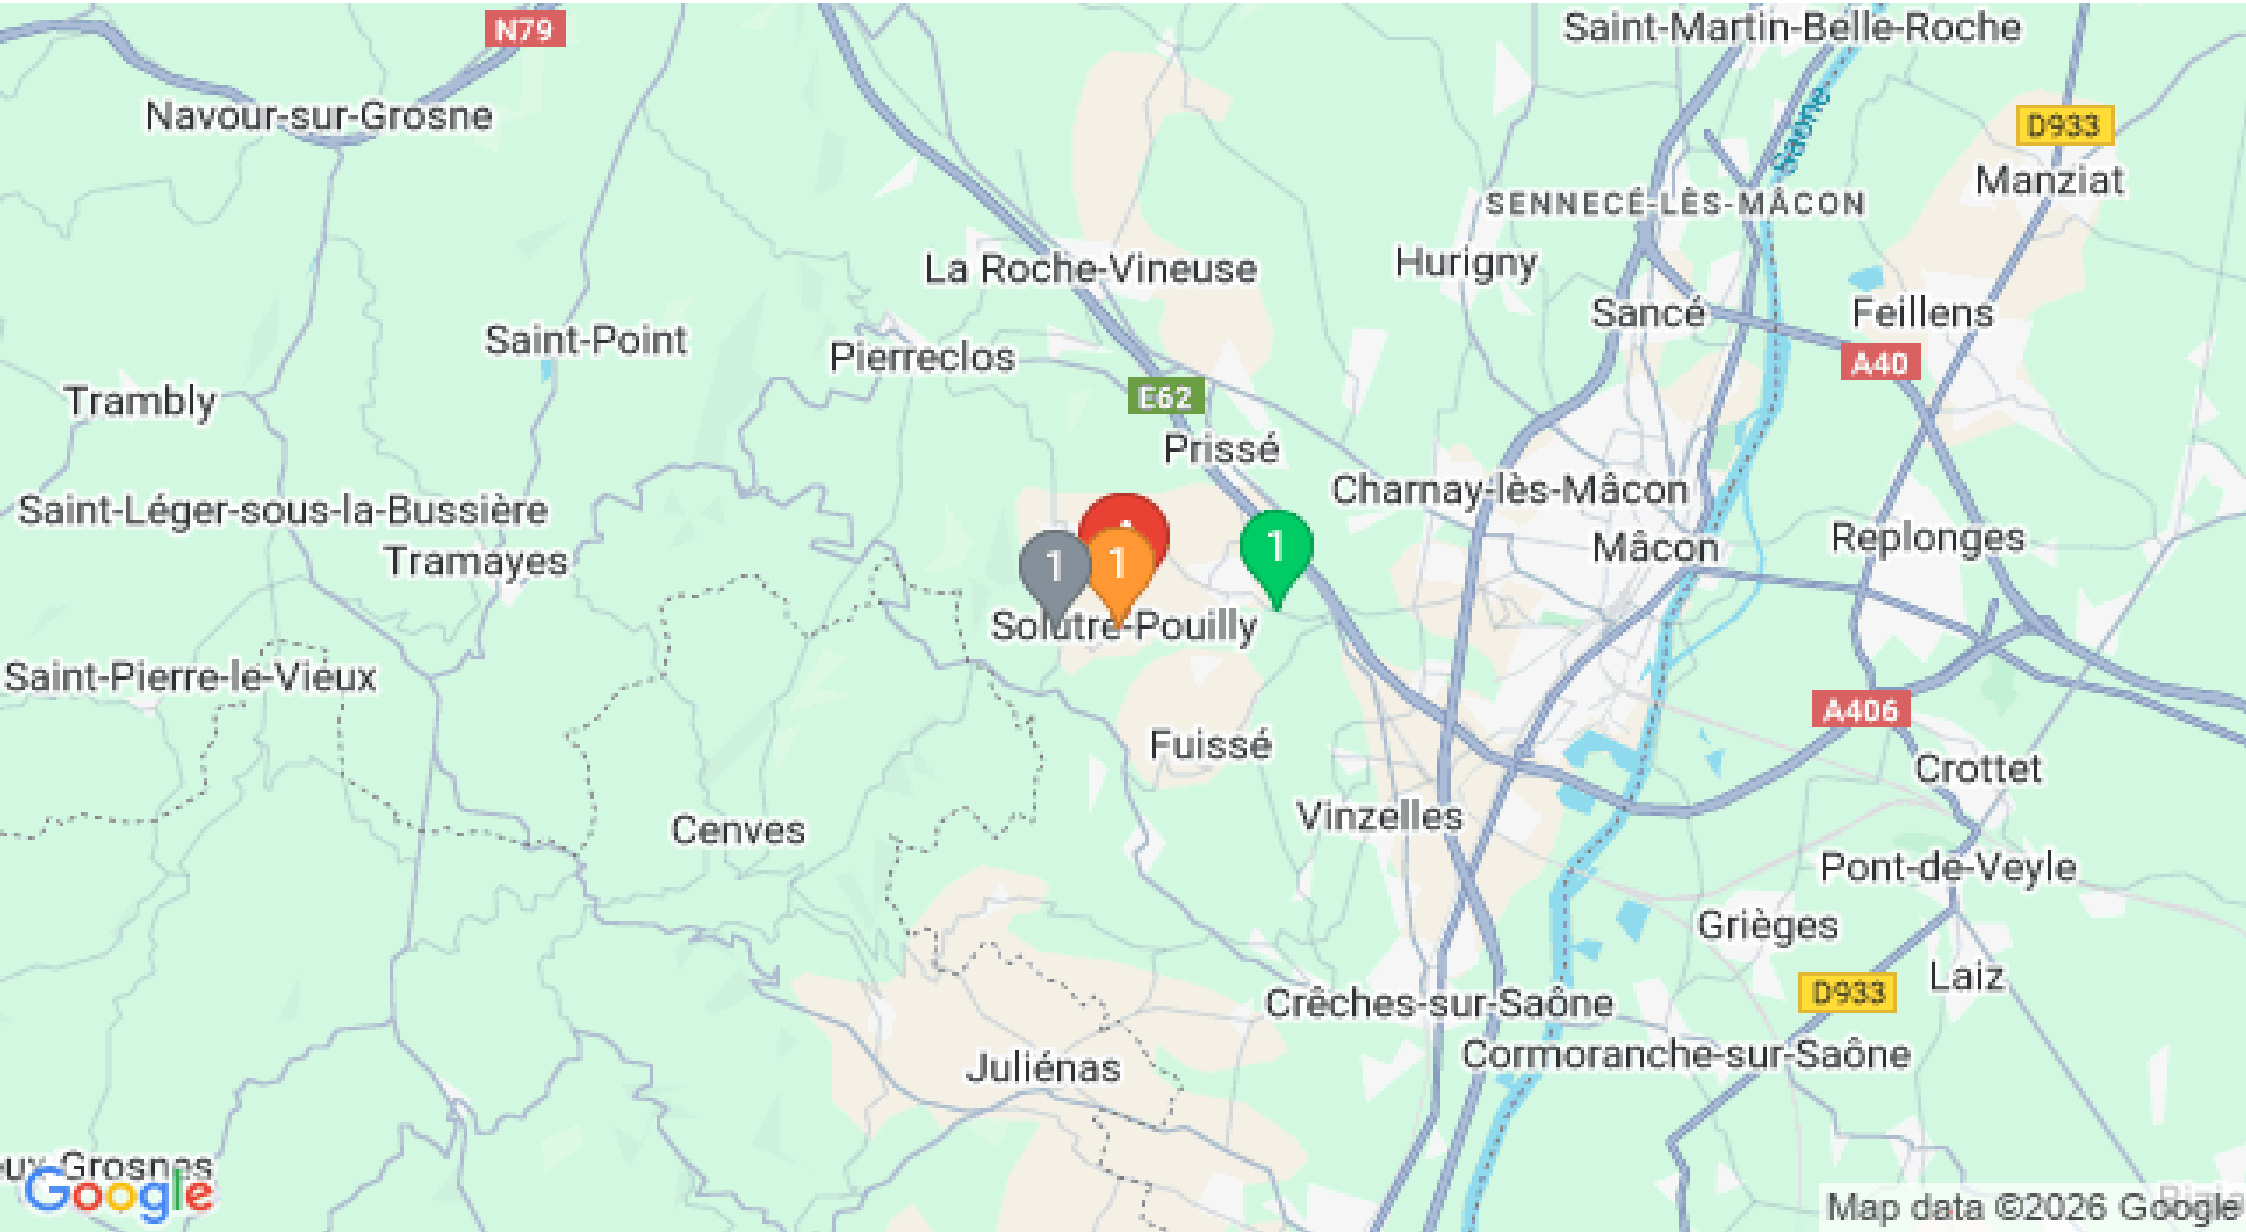 Saint-Martin-Belle-Roche
N79
Navour-sur-Grosne
Saône
D933
Manziat
SENNECÉ-LÈS-MÂCON
La Roche-Vineuse
Hurigny
Sancé
Feillens
Saint-Point
Pierreclos
A40
Trambly
E62
Prissé
Charnay-lès-Mâcon
Saint-Léger-sous-la-Bussière
Tramayes
1
1
1
Mâcon
Replonges
Solutré-Pouilly
Saint-Pierre-le-Vieux
A406
Fuissé
Crottet
Vinzelles
Cenves
Pont-de-Veyle
Grièges
Laiz
D933
Crêches-sur-Saône
Cormoranche-sur-Saône
Juliénas
Google
Map data ©2026 Google